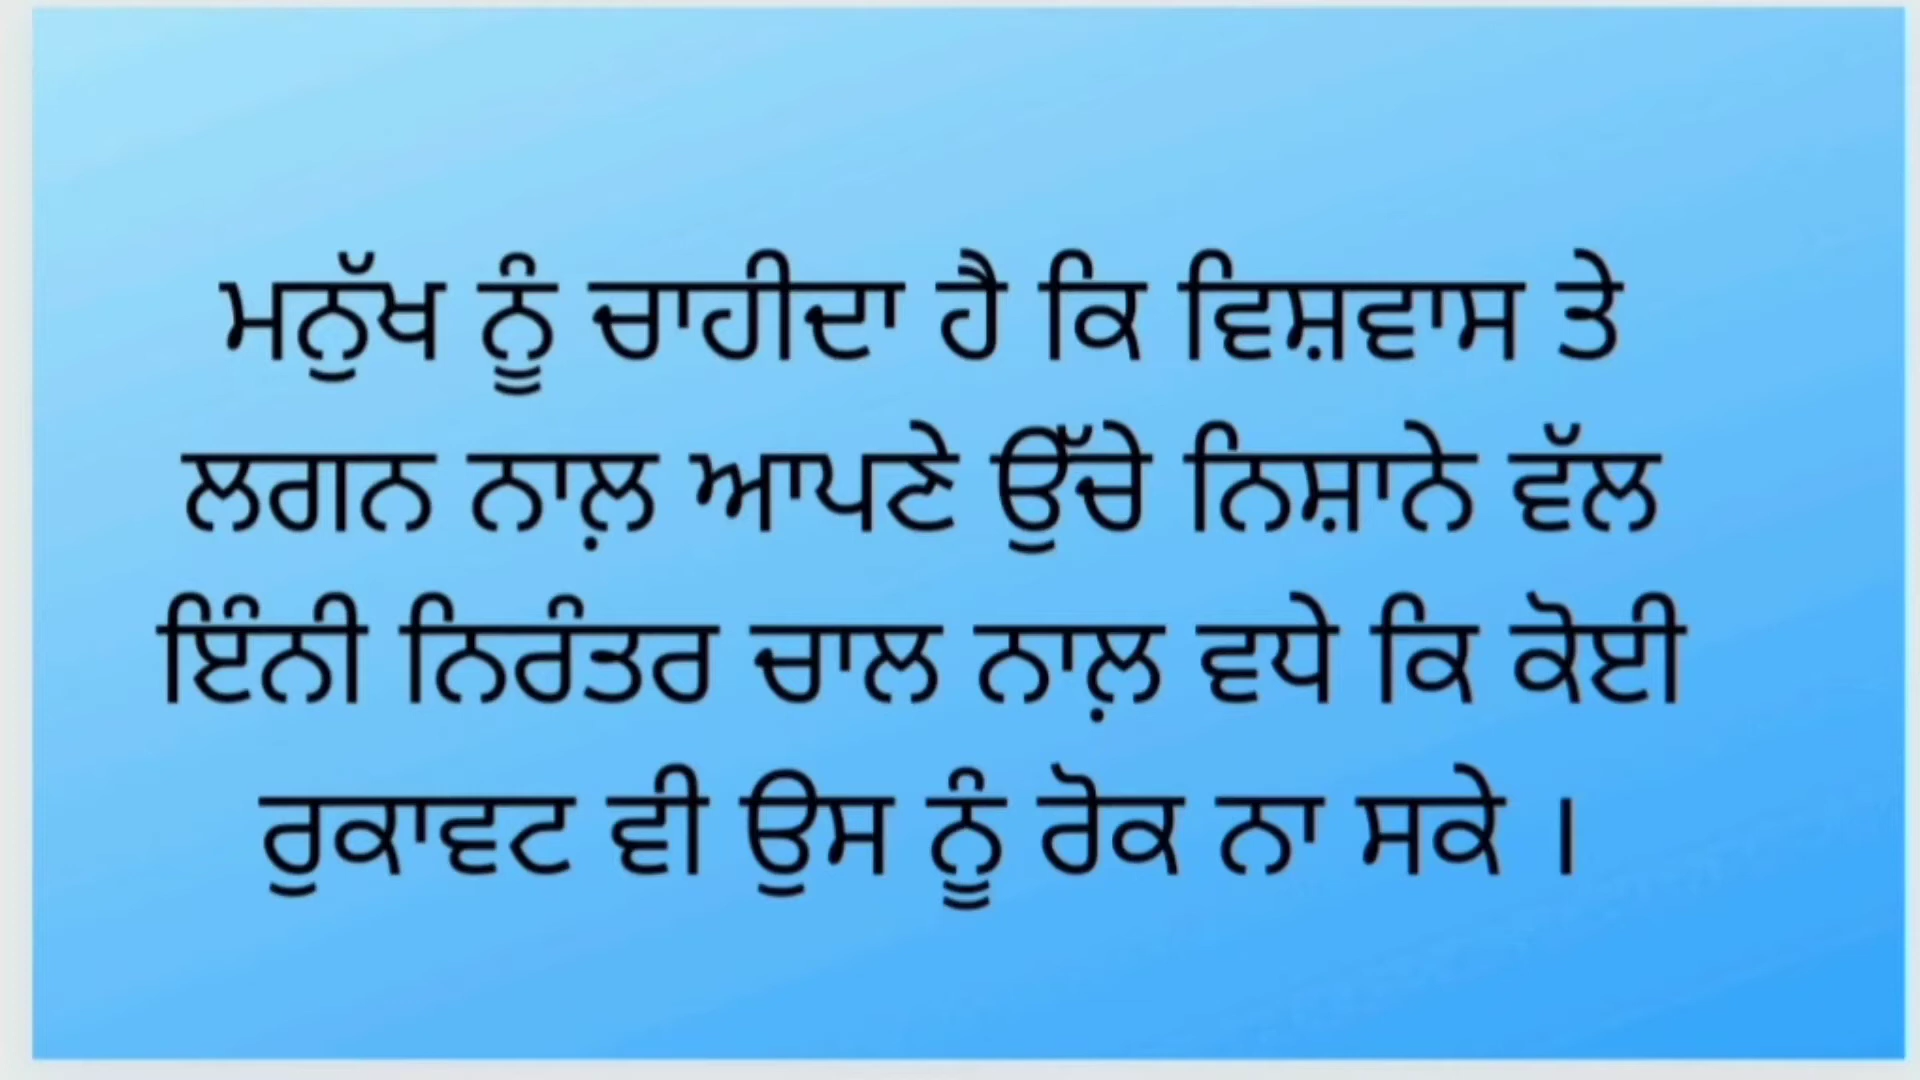 ਮਨੁੱਖ ਨੂੰ ਚਾਹੀਦਾ ਹੈ ਕਿ ਵਿਸ਼ਵਾਸ ਤੇ
ਲਗਨ ਨਾਲ਼ ਆਪਣੇ ਉੱਚੇ ਨਿਸ਼ਾਨੇ ਵੱਲ
ਇੰਨੀ ਨਿਰੰਤਰ ਚਾਲ ਨਾਲ਼ ਵਧੇ ਕਿ ਕੋਈ
ਰੁਕਾਵਟ ਵੀ ਉਸ ਨੂੰ ਰੋਕ ਨਾ ਸਕੇ ।